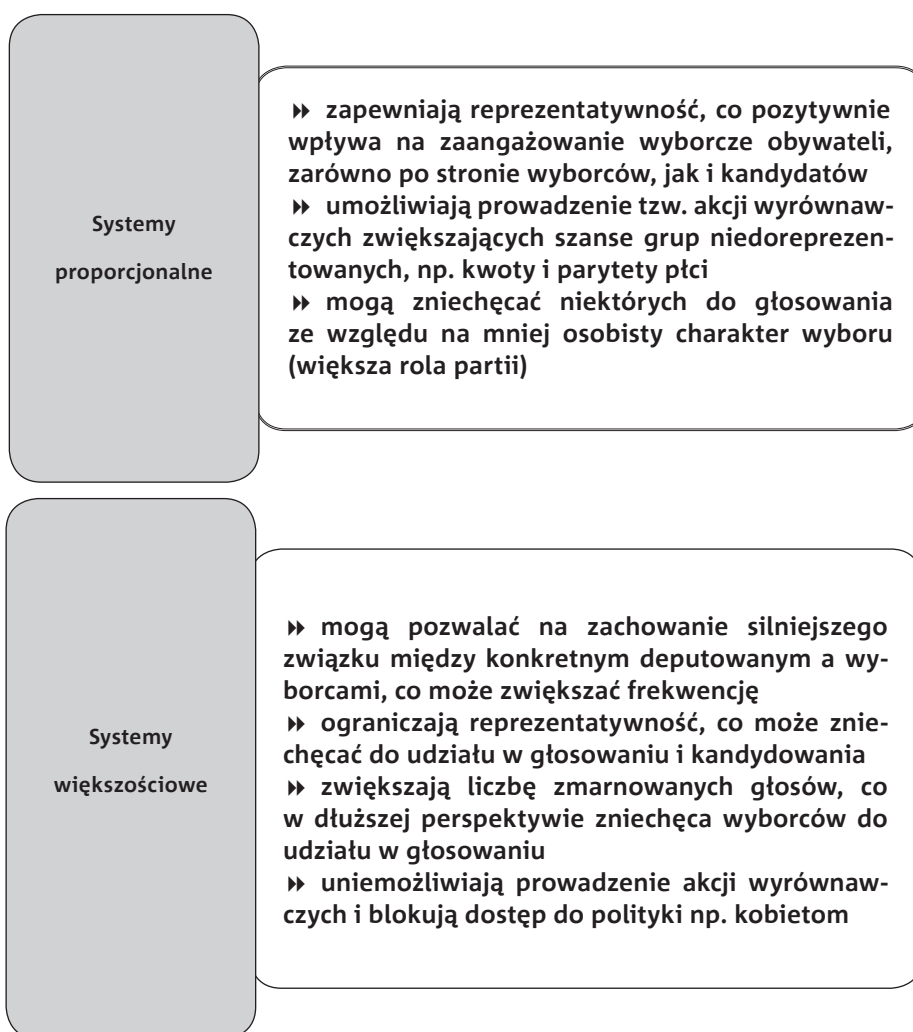 Systemy
proporcjonalne
» zapewniają reprezentatywność, co pozytywnie
wpływa na zaangażowanie wyborcze obywateli,
zarówno po stronie wyborców, jak i kandydatów
» umożliwiają prowadzenie tzw. akcji wyrównaw-
czych zwiększających szanse grup niedoreprezen-
towanych, np. kwoty i parytety płci
» mogą zniechęcać niektórych do głosowania
ze względu na mniej osobisty charakter wyboru
(większa rola partii)
Systemy
większościowe
» mogą pozwalać na zachowanie silniejszego
związku między konkretnym deputowanym a wy-
borcami, co może zwiększać frekwencję
» ograniczają reprezentatywność, co może znie-
chęcać do udziału w głosowaniu i kandydowania
» zwiększają liczbę zmarnowanych głosów, co
w dłuższej perspektywie zniechęca wyborców do
udziału w głosowaniu
» uniemożliwiają prowadzenie akcji wyrównaw-
czych i blokują dostęp do polityki np. kobietom